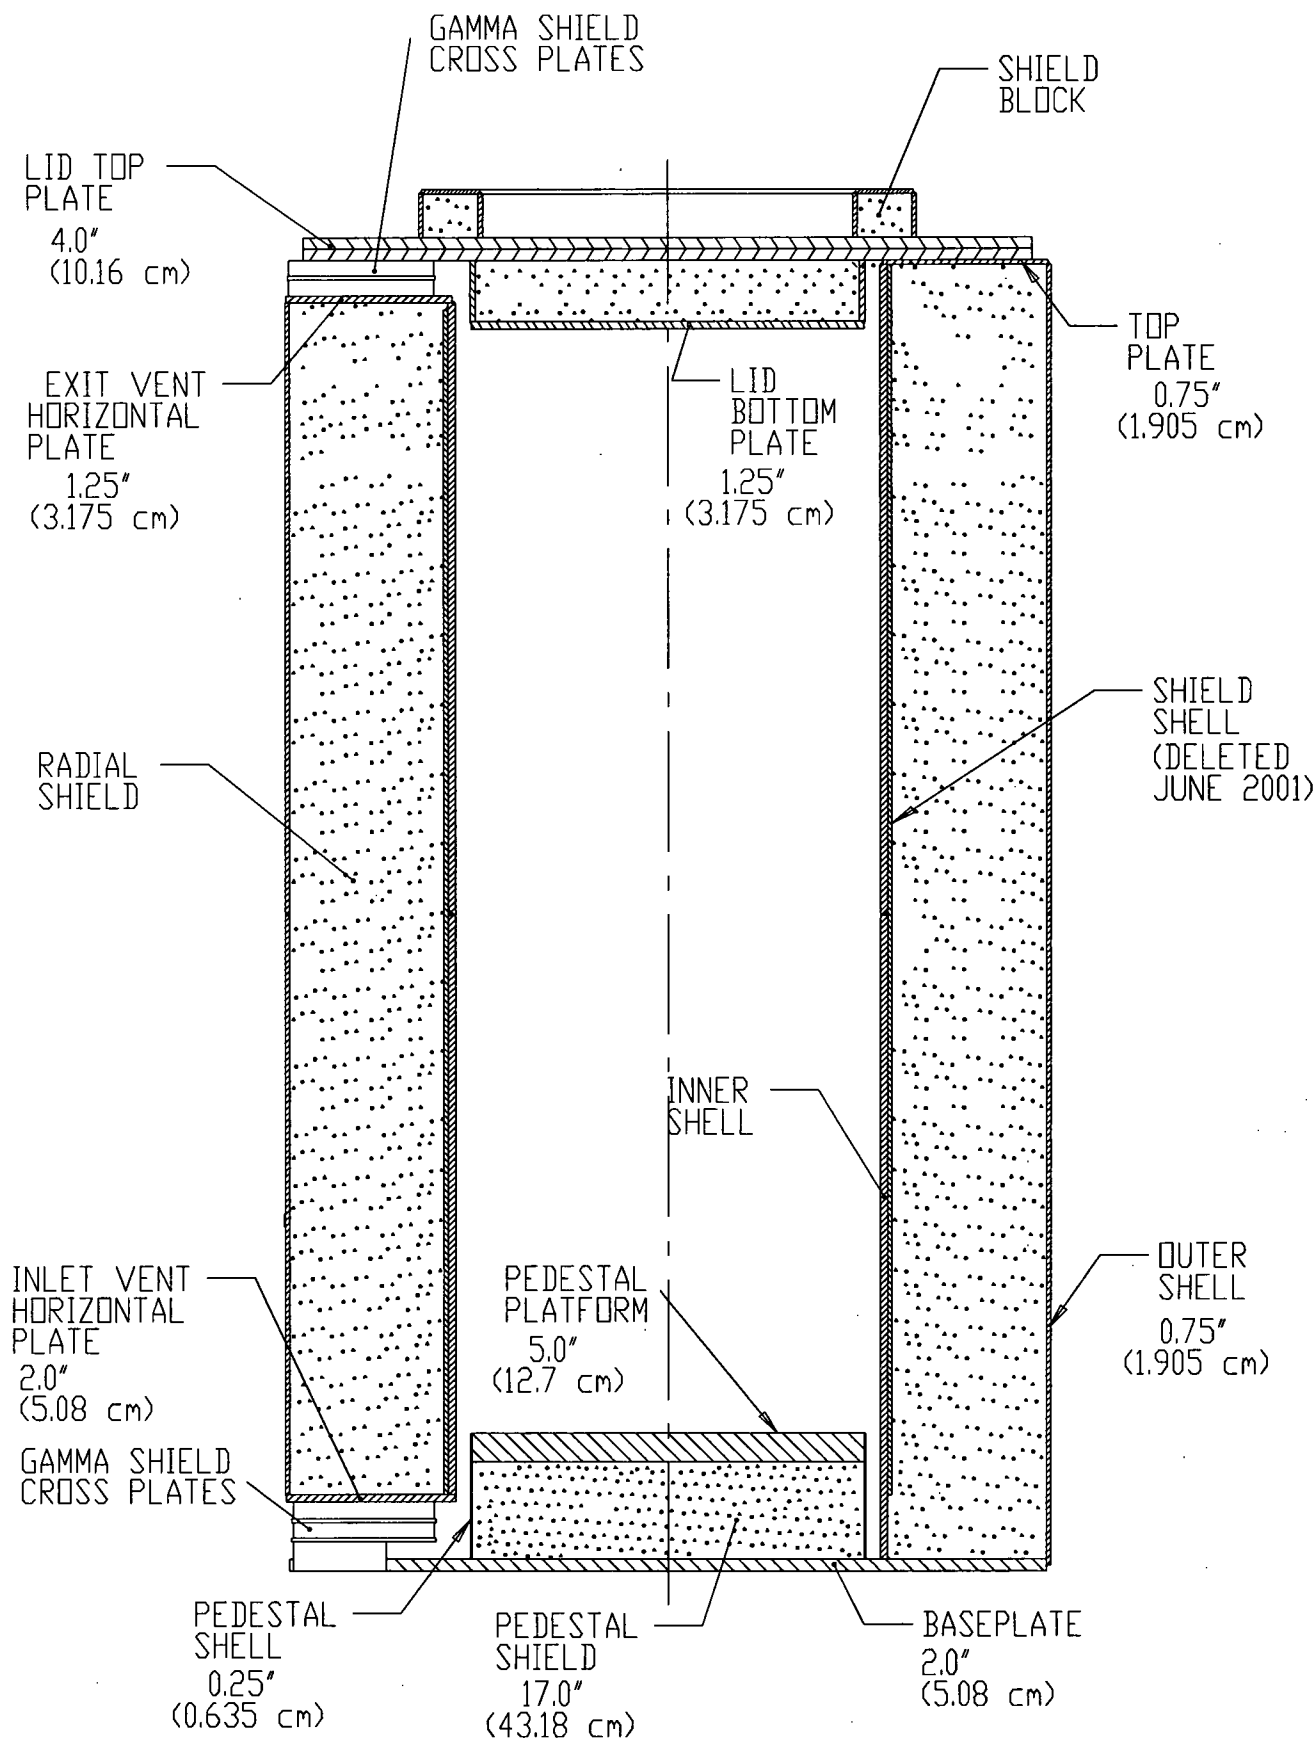 GAMMA SHIELD
CROSS PLATES
SHIELD
BLOCK
LID TOP
PLATE
4.0"
(10.16 cm)
TOP
PLATE
0.75"
(1.905 cm)
EXIT VENT
HORIZONTAL
PLATE
1.25"
(3.175 cm)
LID
BOTTOM
PLATE
1.25"
(3.175 cm)
SHIELD
SHELL
(DELETED
JUNE 2001)
RADIAL
SHIELD
INNER
SHELL
OUTER
SHELL
0.75"
(1.905 cm)
INLET VENT
HORIZONTAL
PLATE
2.0"
(5.08 cm)
PEDESTAL
PLATFORM
5.0"
(12.7 cm)
GAMMA SHIELD
CROSS PLATES
PEDESTAL
SHELL
0.25"
(0.635 cm)
PEDESTAL
SHIELD
17.0"
(43.18 cm)
BASEPLATE
2.0"
(5.08 cm)